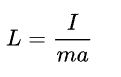 L = I / ma